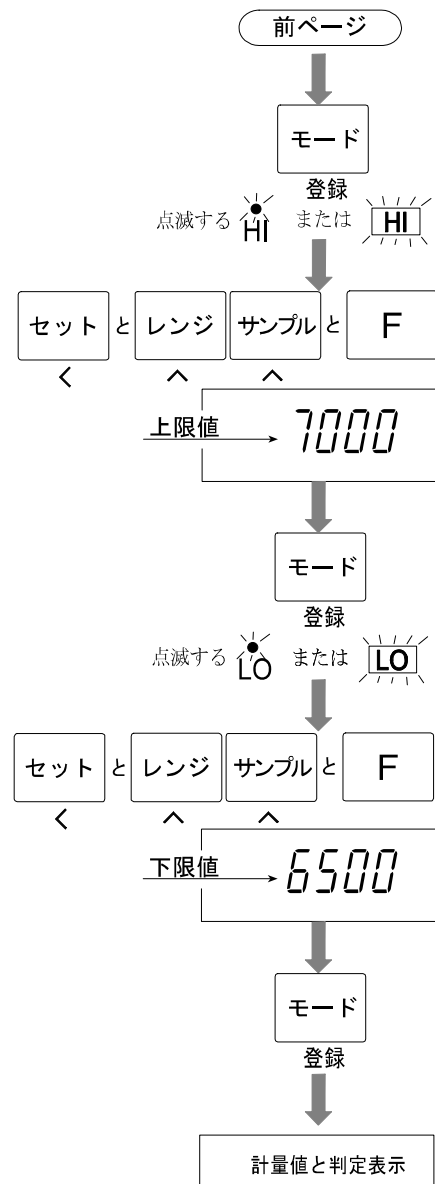 前ページ
モード
登録
点滅する HI または HI
セット と レンジ サンプル と F
< ∧ ∧
上限値 7000
モード
登録
点滅する LO または LO
セット と レンジ サンプル と F
< ∧ ∧
下限値 6500
モード
登録
計量値と判定表示